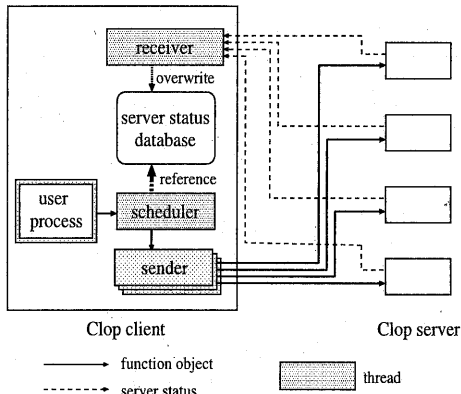 receiver
overwrite
server status
database
reference
user
process
scheduler
sender
Clop client
Clop server
function object
thread
server status